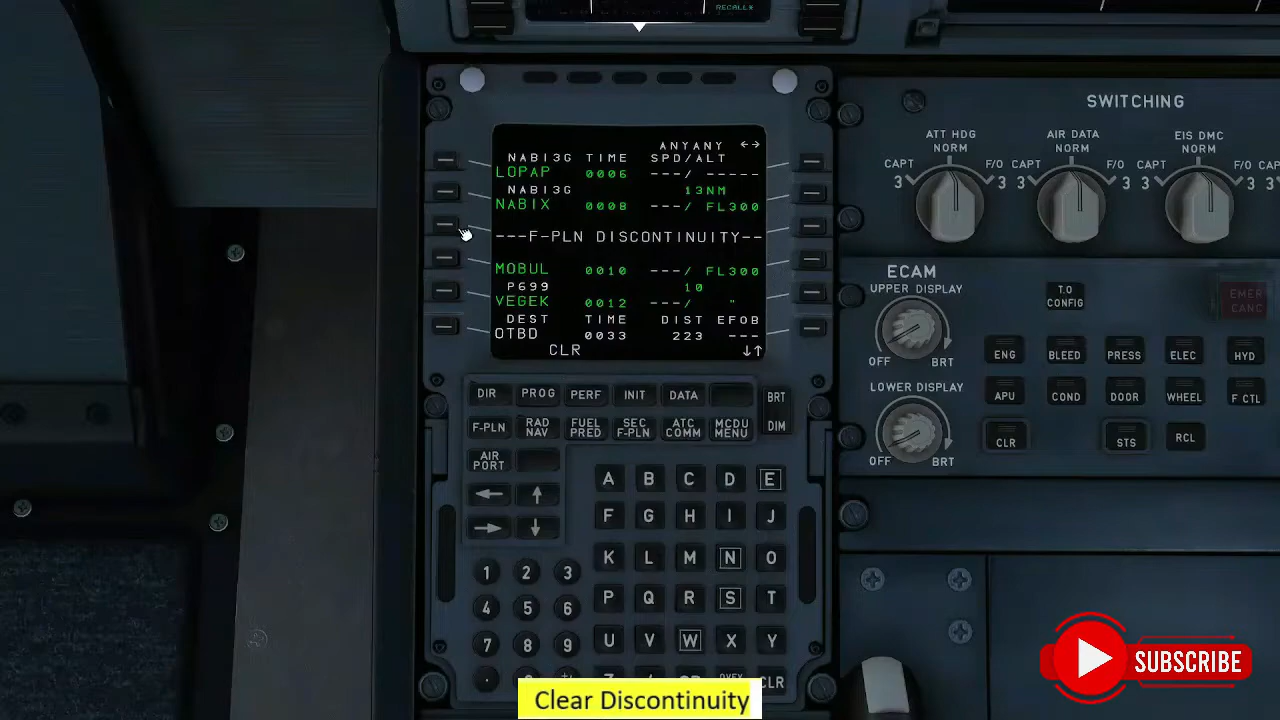 RECALL*
ANYANY ←→
NABI3G TIME SPD/ALT
LOPAP 0006 ---/ -----
NABI3G 13NM
NABIX 0008 ---/ FL300
---F-PLN DISCONTINUITY--
MOBUL 0010 ---/ FL300
P699 10
VEGEK 0012 ---/ "
DEST TIME DIST EFOB
OTBD 0033 223 ---
CLR ↓↑
DIR PROG PERF INIT DATA
BRT
DIM
F-PLN RAD NAV FUEL PRED SEC F-PLN ATC COMM MCDU MENU
AIR PORT
← ↑
→ ↓
A B C D E
F G H I J
K L M N O
P Q R S T
U V W X Y
1 2 3
4 5 6
7 8 9
CLR
SWITCHING
ATT HDG NORM
CAPT 3 F/O 3
AIR DATA NORM
CAPT 3 F/O 3
EIS DMC NORM
CAPT 3 F/O 3
CAPT
ECAM
UPPER DISPLAY
OFF BRT
LOWER DISPLAY
OFF BRT
T.O CONFIG
EMER CANC
ENG BLEED PRESS ELEC HYD
APU COND DOOR WHEEL F CTL
CLR STS RCL
SUBSCRIBE
Clear Discontinuity